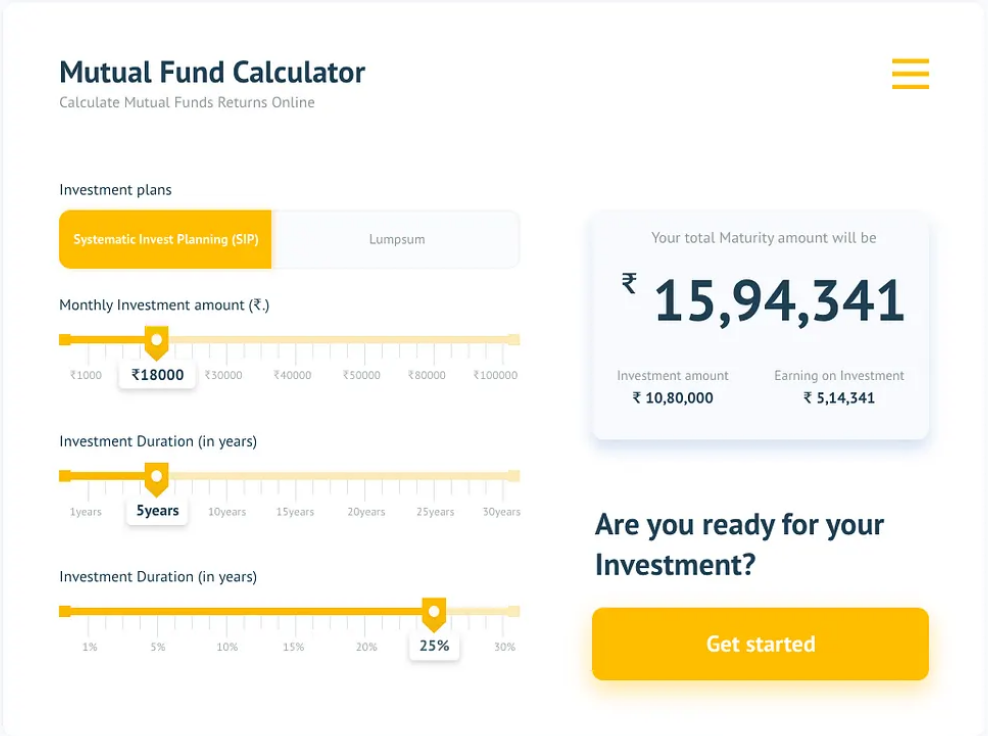 Mutual Fund Calculator
Calculate Mutual Funds Returns Online
Investment plans
Systematic Invest Planning (SIP) Lumpsum
Monthly Investment amount (₹.)
₹1000 ₹18000 ₹30000 ₹40000 ₹50000 ₹80000 ₹100000
Investment Duration (in years)
1years 5years 10years 15years 20years 25years 30years
Investment Duration (in years)
1% 5% 10% 15% 20% 25% 30%
Your total Maturity amount will be
₹ 15,94,341
Investment amount Earning on Investment
₹ 10,80,000 ₹ 5,14,341
Are you ready for your
Investment?
Get started